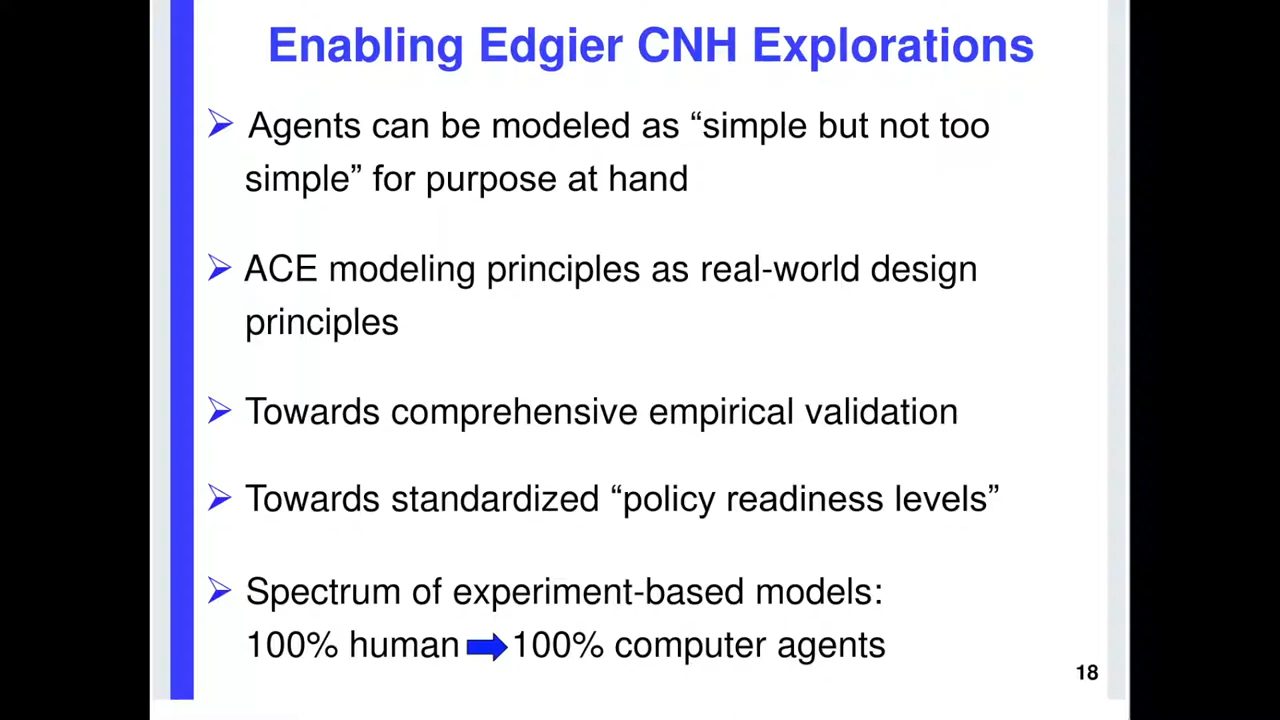 Enabling Edgier CNH Explorations
Agents can be modeled as “simple but not too
simple” for purpose at hand
ACE modeling principles as real-world design
principles
Towards comprehensive empirical validation
Towards standardized “policy readiness levels”
Spectrum of experiment-based models:
100% human 100% computer agents
18